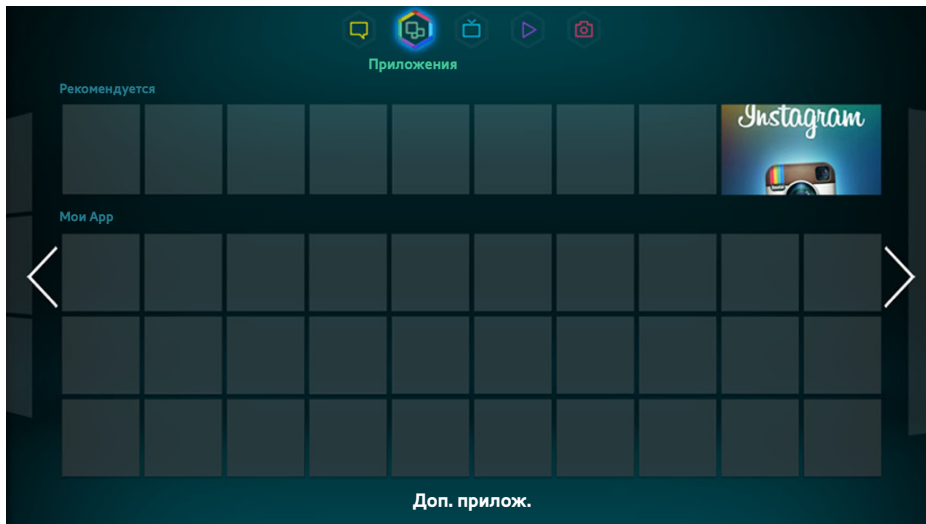 Приложения
Рекомендуется
Instagram
Мои App
Доп. прилож.